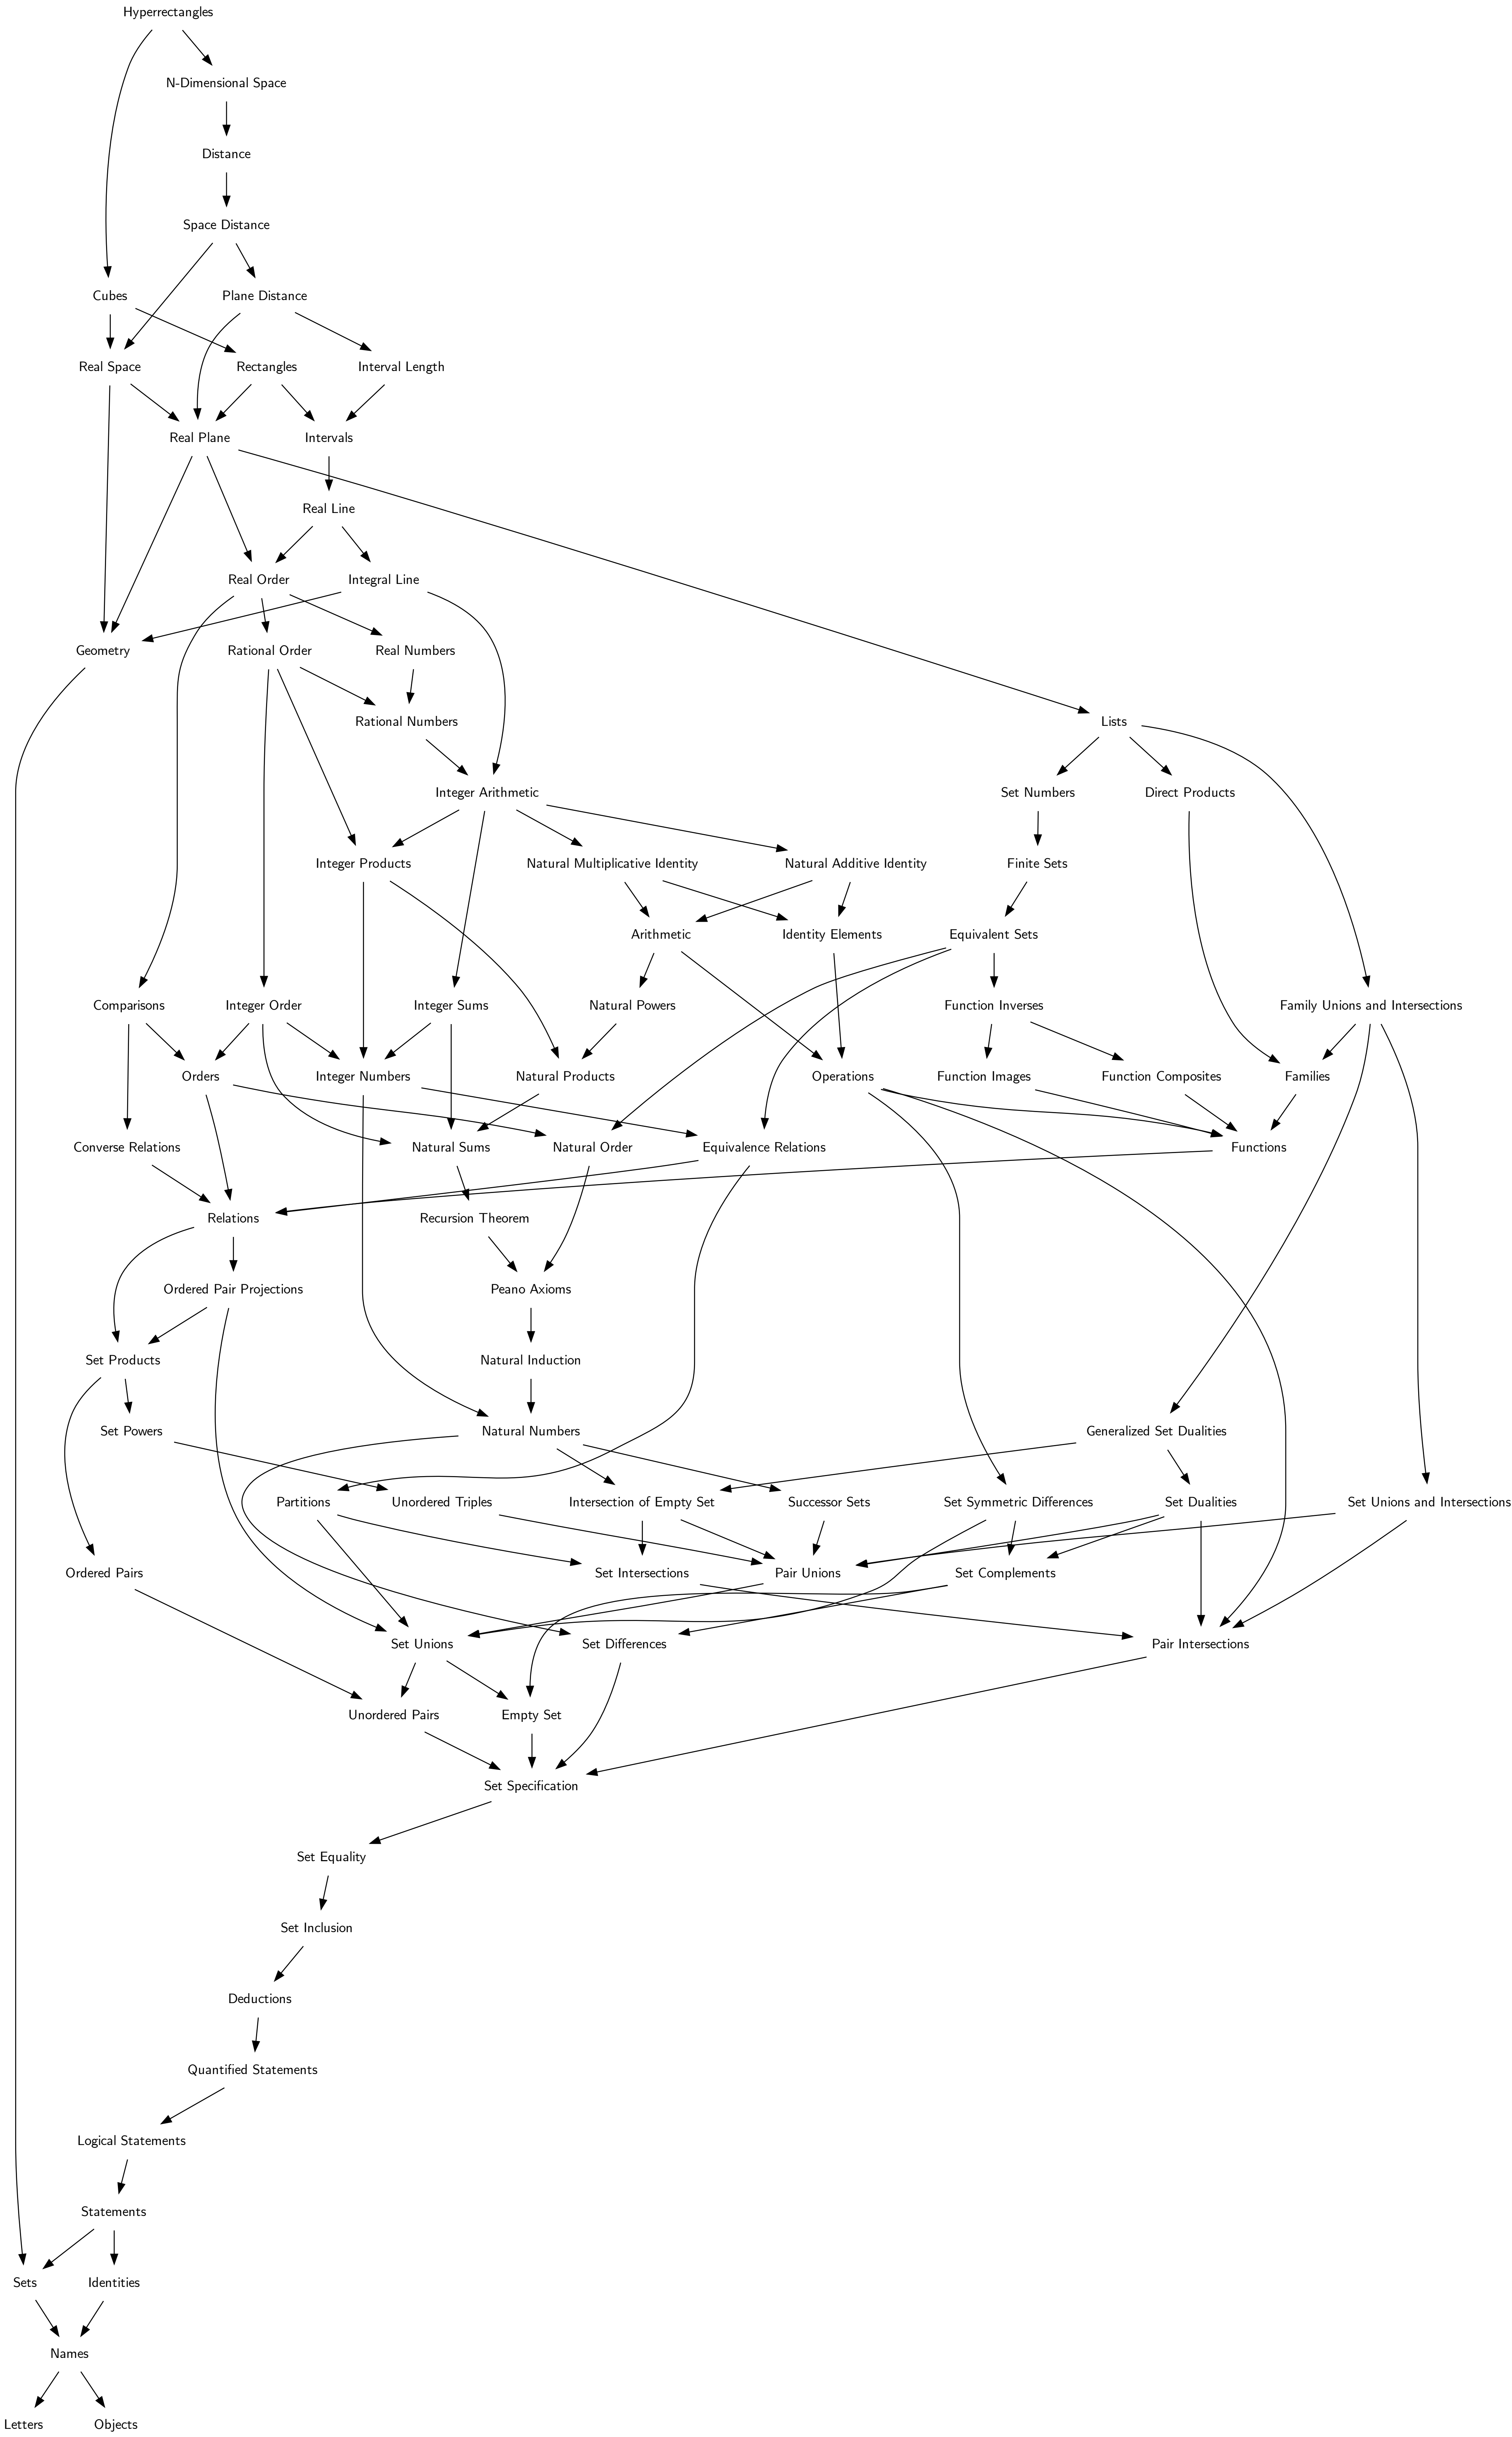 Hyperrectangles
N-Dimensional Space
Distance
Space Distance
Cubes
Plane Distance
Real Space
Rectangles
Interval Length
Real Plane
Intervals
Real Line
Real Order
Integral Line
Geometry
Rational Order
Real Numbers
Rational Numbers
Lists
Integer Arithmetic
Set Numbers
Direct Products
Integer Products
Natural Multiplicative Identity
Natural Additive Identity
Finite Sets
Arithmetic
Identity Elements
Equivalent Sets
Comparisons
Integer Order
Integer Sums
Natural Powers
Function Inverses
Family Unions and Intersections
Orders
Integer Numbers
Natural Products
Operations
Function Images
Function Composites
Families
Converse Relations
Natural Sums
Natural Order
Equivalence Relations
Functions
Relations
Recursion Theorem
Ordered Pair Projections
Peano Axioms
Set Products
Natural Induction
Set Powers
Natural Numbers
Generalized Set Dualities
Partitions
Unordered Triples
Intersection of Empty Set
Successor Sets
Set Symmetric Differences
Set Dualities
Set Unions and Intersections
Ordered Pairs
Set Intersections
Pair Unions
Set Complements
Set Unions
Set Differences
Pair Intersections
Unordered Pairs
Empty Set
Set Specification
Set Equality
Set Inclusion
Deductions
Quantified Statements
Logical Statements
Statements
Sets
Identities
Names
Letters
Objects